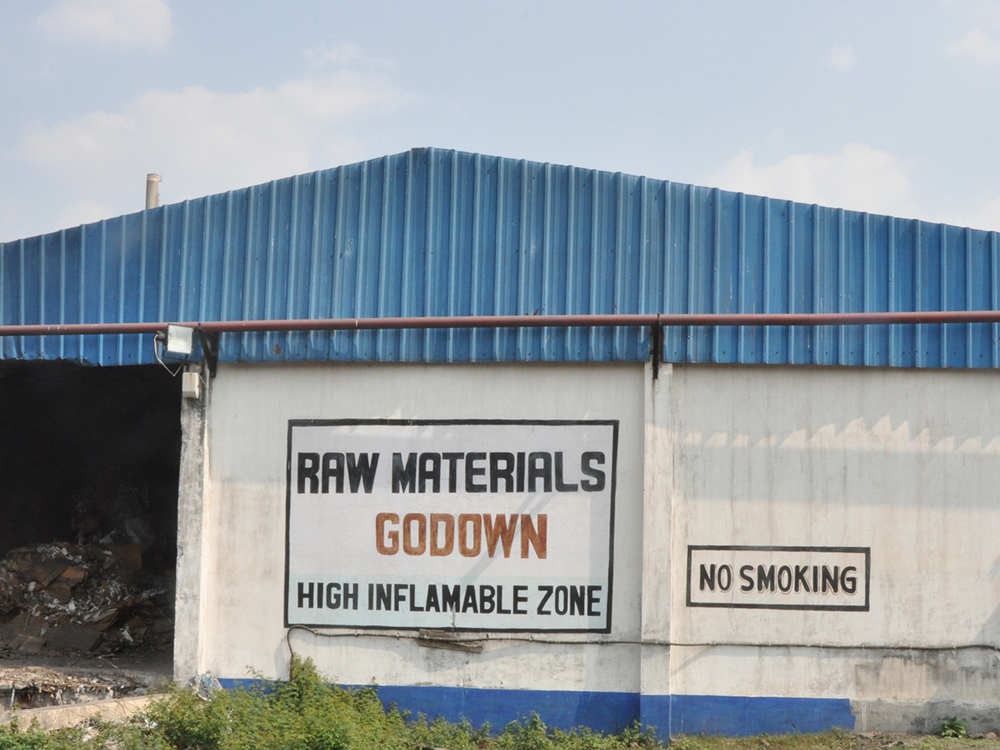 RAW MATERIALS
GODOWN
HIGH INFLAMABLE ZONE
NO SMOKING